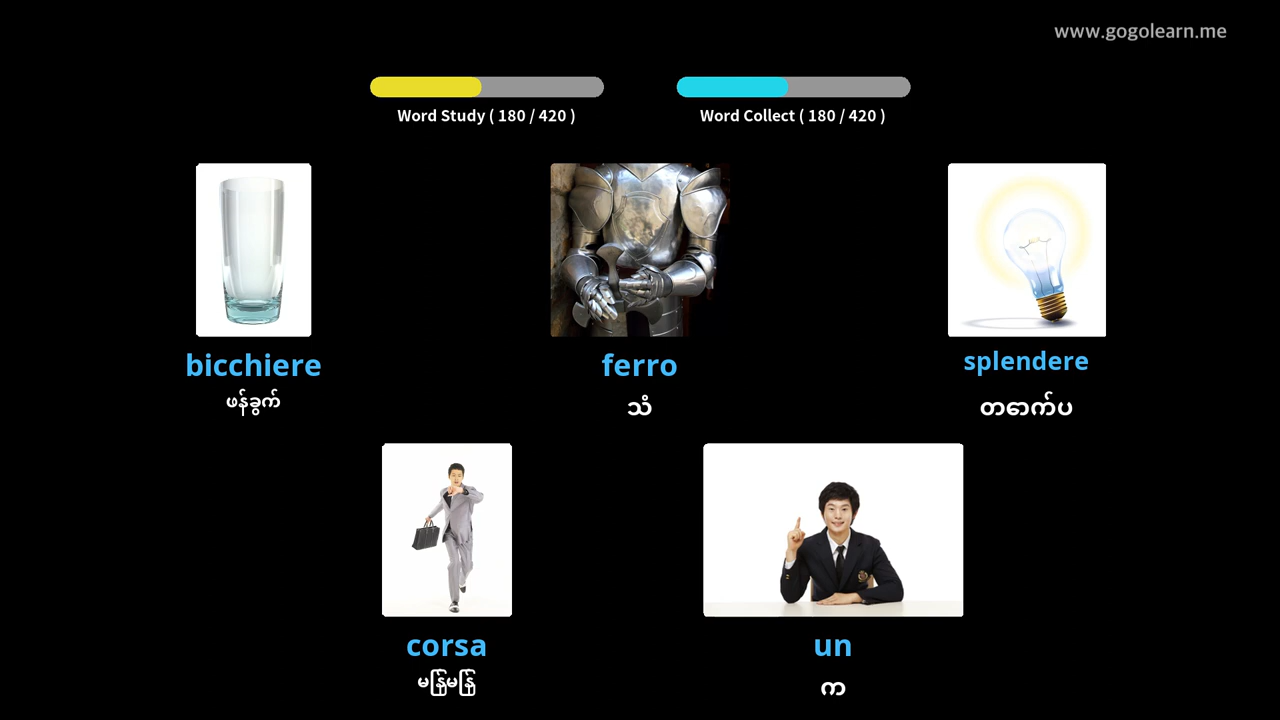 www.gogolearn.me
Word Study ( 180 / 420 )
Word Collect ( 180 / 420 )
bicchiere
ဖန်ခွက်
ferro
သံ
splendere
တဓောက်ပ
corsa
မြန်မြန်
un
က